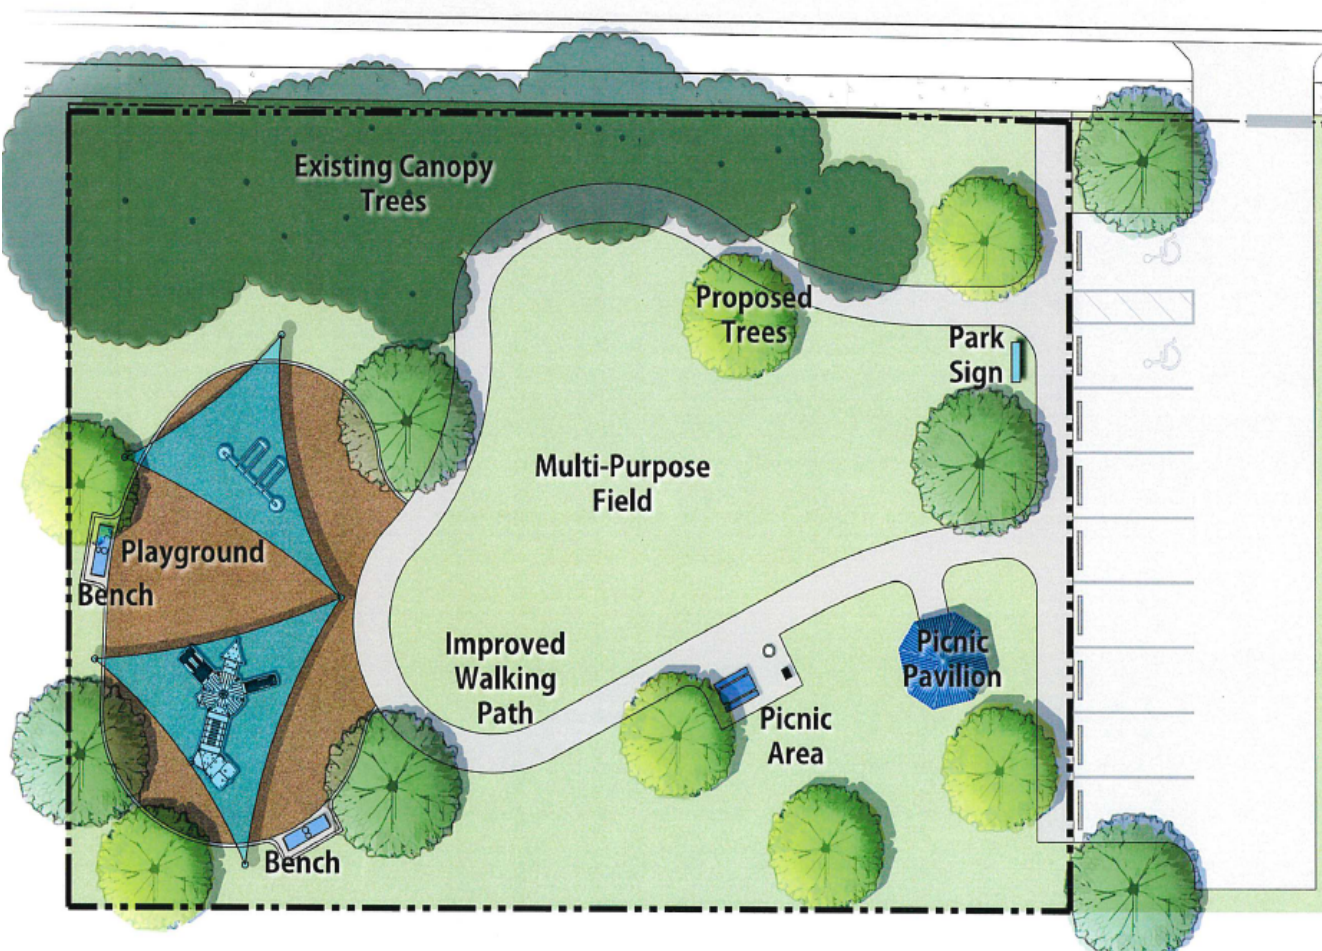 Existing Canopy
Trees
Proposed
Trees
Park
Sign
Multi-Purpose
Field
Playground
Bench
Improved
Walking
Path
Picnic
Pavilion
Picnic
Area
Bench